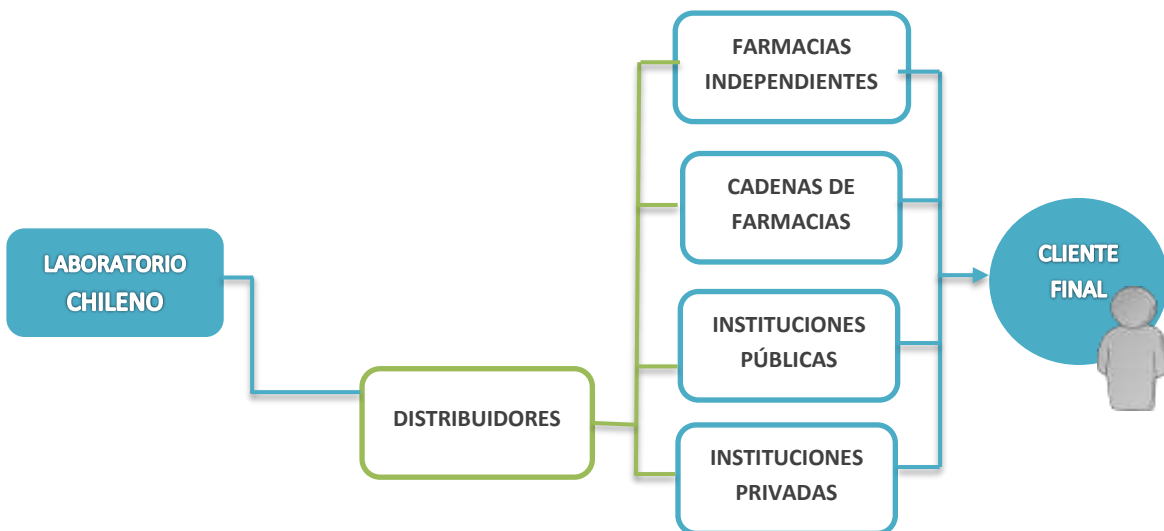 LABORATORIO
CHILENO
DISTRIBUIDORES
FARMACIAS
INDEPENDIENTES
CADENAS DE
FARMACIAS
INSTITUCIONES
PÚBLICAS
INSTITUCIONES
PRIVADAS
CLIENTE
FINAL